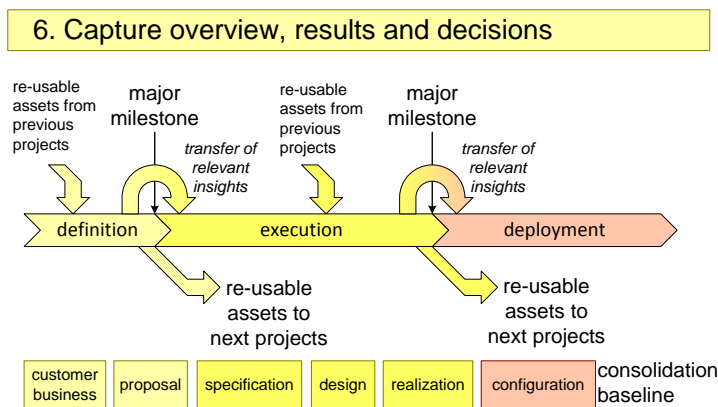 6. Capture overview, results and decisions
re-usable
assets from
previous
projects
major
milestone
transfer of
relevant
insights
re-usable
assets from
previous
projects
major
milestone
transfer of
relevant
insights
definition
execution
deployment
re-usable
assets to
next projects
re-usable
assets to
next projects
customer
business
proposal
specification
design
realization
configuration
consolidation
baseline